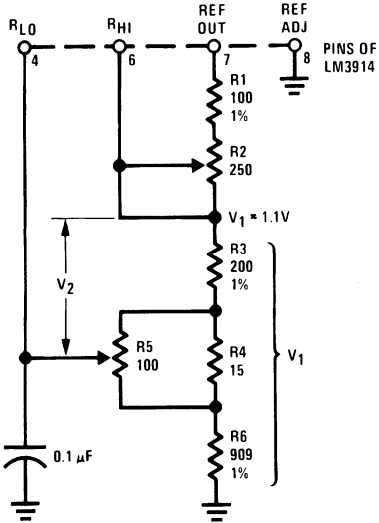 RLO
RHI
REF
OUT
REF
ADJ
4
6
7
8
PINS OF
LM3914
R1
100
1%
R2
250
V1 = 1.1V
R3
200
1%
V2
R5
100
R4
15
V1
R6
909
1%
0.1 μF